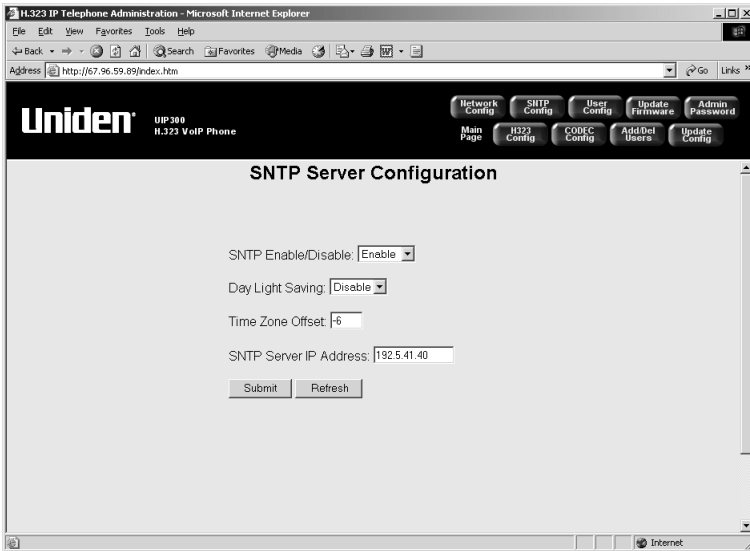 H.323 IP Telephone Administration - Microsoft Internet Explorer
File Edit View Favorites Tools Help
Back Search Favorites Media
Address http://67.96.59.89/index.htm Go Links »
Uniden UIP300
H.323 VoIP Phone
Network Config SNTP Config User Config Update Firmware Admin Password
Main Page H323 Config CODEC Config Add/Del Users Update Config
SNTP Server Configuration
SNTP Enable/Disable: Enable
Day Light Saving: Disable
Time Zone Offset: -6
SNTP Server IP Address: 192.5.41.40
Submit Refresh
Internet